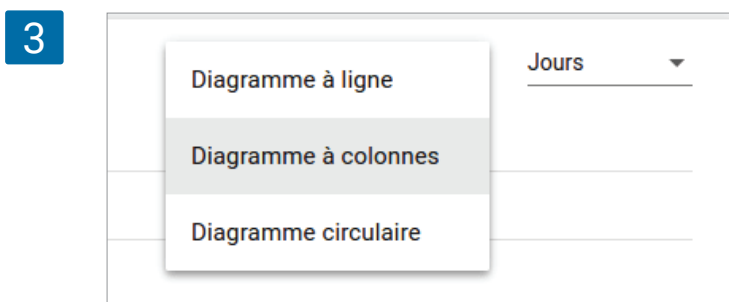 3
Jours
Diagramme à ligne
Diagramme à colonnes
Diagramme circulaire